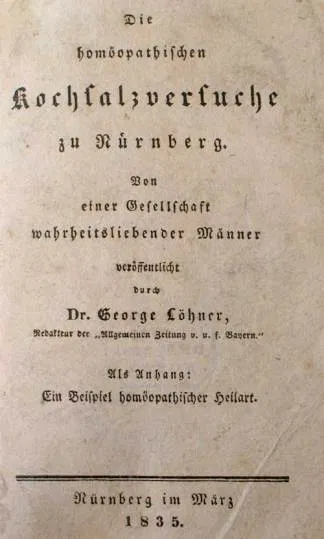 Die
homöopathischen
Kochsalzversuche
zu Nürnberg.
Von
einer Gesellschaft
wahrheitsliebender Männer
veröffentlicht
durch
Dr. George Löhner,
Redakteur der „Allgemeinen Zeitung v. u. f. Bayern.“
Als Anhang:
Ein Beispiel homöopathischer Heilart.
Nürnberg im März
1835.